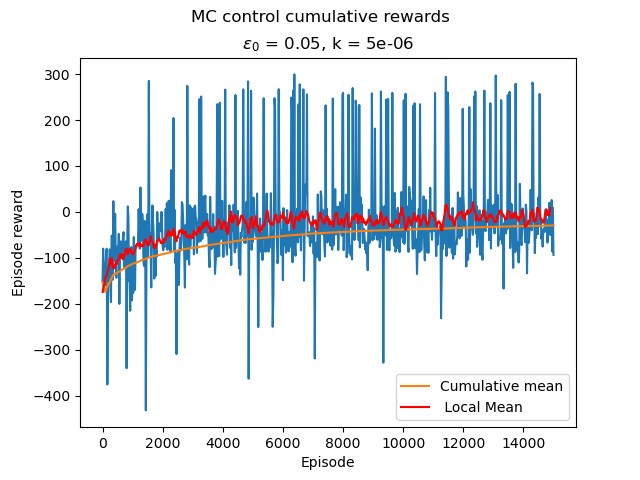 MC control cumulative rewards
ε₀ = 0.05, k = 5e-06
Episode reward
300
200
100
0
−100
−200
−300
−400
0
2000
4000
6000
8000
10000
12000
14000
Episode
Cumulative mean
Local Mean